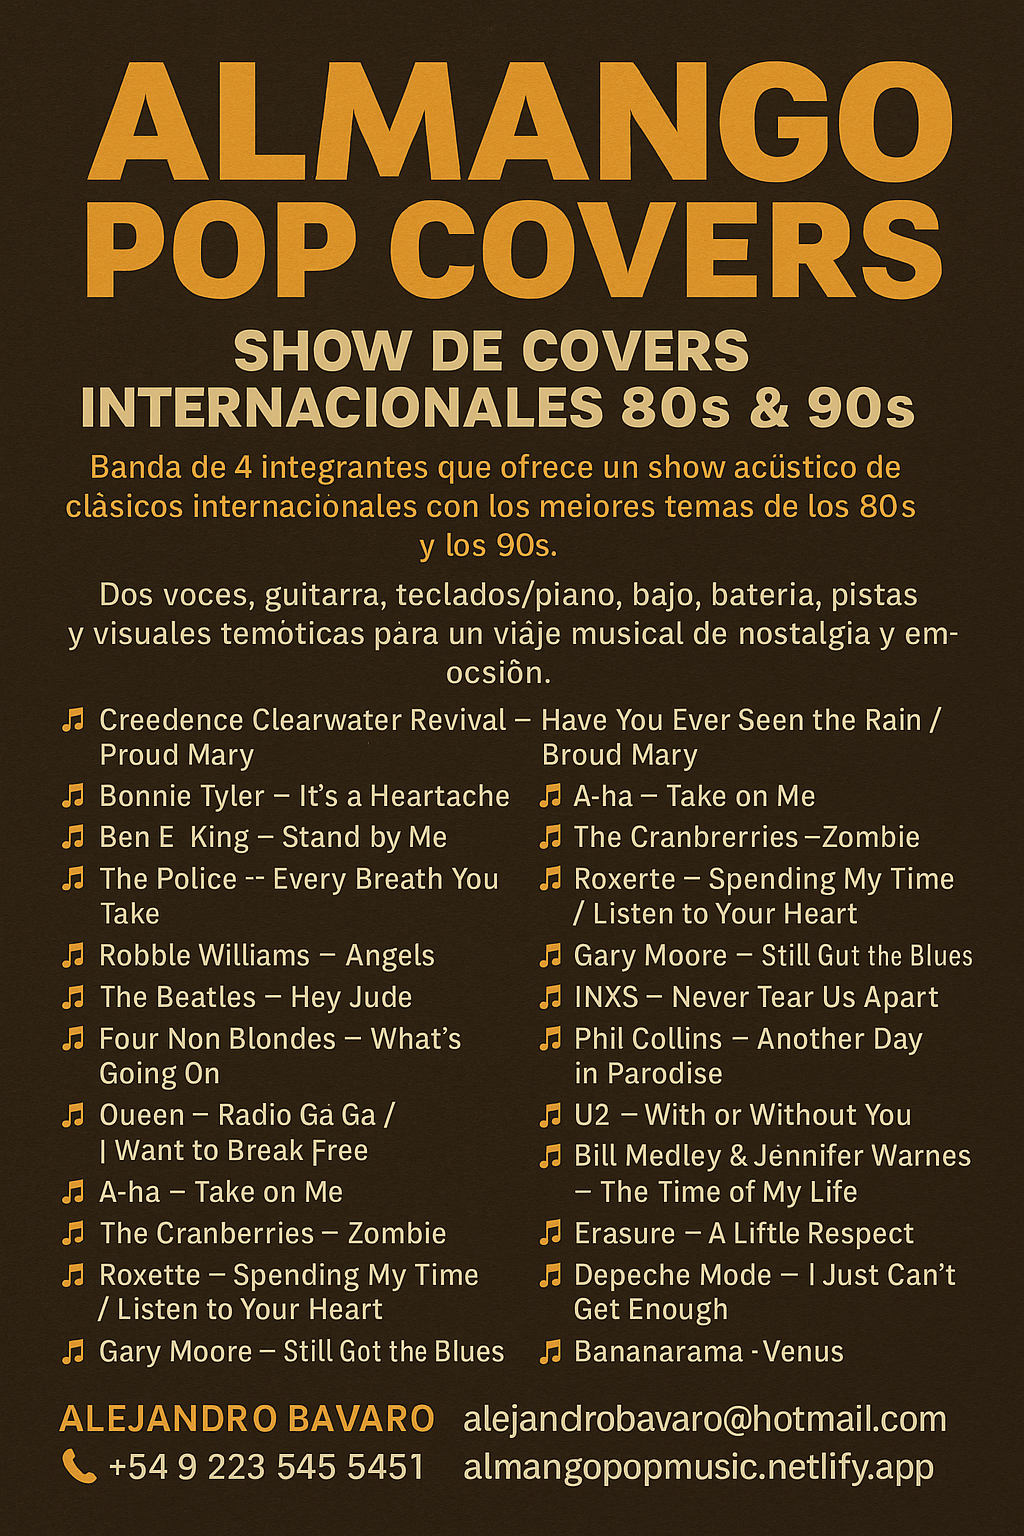 ALMANGO
POP COVERS
SHOW DE COVERS
INTERNACIONALES 80s & 90s
Banda de 4 integrantes que ofrece un show acüstico de
clàsicos internaciònales con los meiores temas de los 80s
y los 90s.
Dos voces, guitarra, teclados/piano, bajo, bateria, pistas
y visuales temòticas pàra un viâje musical de nostalgia y em-
ocsiôn.
Creedence Clearwater Revival – Have You Ever Seen the Rain /
Proud Mary
Broud Mary
Bonnie Tyler – It's a Heartache
Ben E King – Stand by Me
The Police -- Every Breath You
Take
Robble Williams – Angels
The Beatles – Hey Jude
Four Non Blondes – What's
Going On
Oueen – Radio Gà Ga /
I Want to Break Free
A-ha – Take on Me
The Cranberries – Zombie
Roxette – Spending My Time
/ Listen to Your Heart
Gary Moore – Still Got the Blues
A-ha – Take on Me
The Cranbrerries –Zombie
Roxerte – Spending My Time
/ Listen to Your Heart
Gary Moore – Still Gut the Blues
INXS – Never Tear Us Apart
Phil Collins – Another Day
in Parodise
U2 – With or Without You
Bill Medley & Jennifer Warnes
– The Time of My Life
Erasure – A Liftle Respect
Depeche Mode – I Just Can't
Get Enough
Bananarama - Venus
ALEJANDRO BAVARO
+54 9 223 545 5451
alejandrobavaro@hotmail.com
almangopopmusic.netlify.app